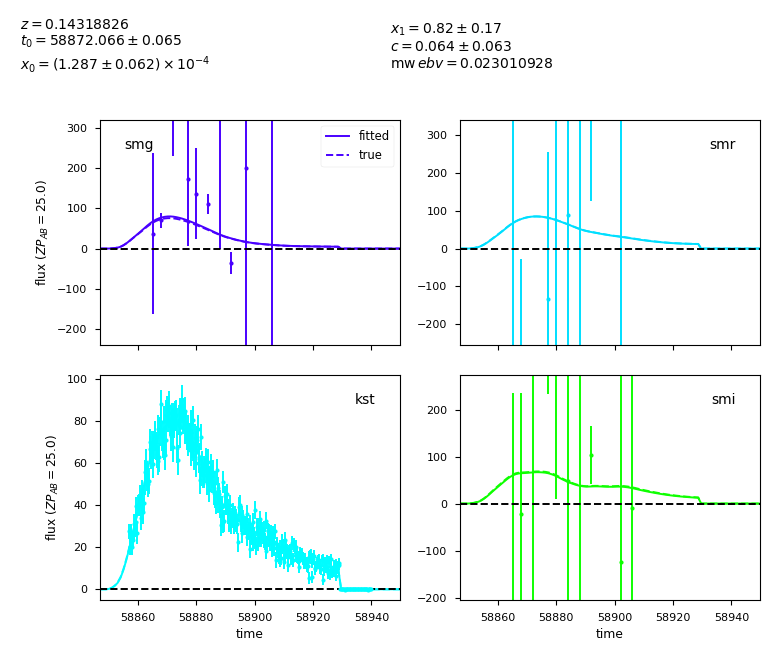 z = 0.14318826
t₀ = 58872.066 ± 0.065
x₀ = (1.287 ± 0.062) × 10⁻⁴
x₁ = 0.82 ± 0.17
c = 0.064 ± 0.063
mw ebv = 0.023010928
smg
fitted
true
300
200
100
0
−100
−200
flux (ZP_AB = 25.0)
smr
300
200
100
0
−100
−200
kst
100
80
60
40
20
0
flux (ZP_AB = 25.0)
58860 58880 58900 58920 58940
time
smi
200
100
0
−100
−200
58860 58880 58900 58920 58940
time